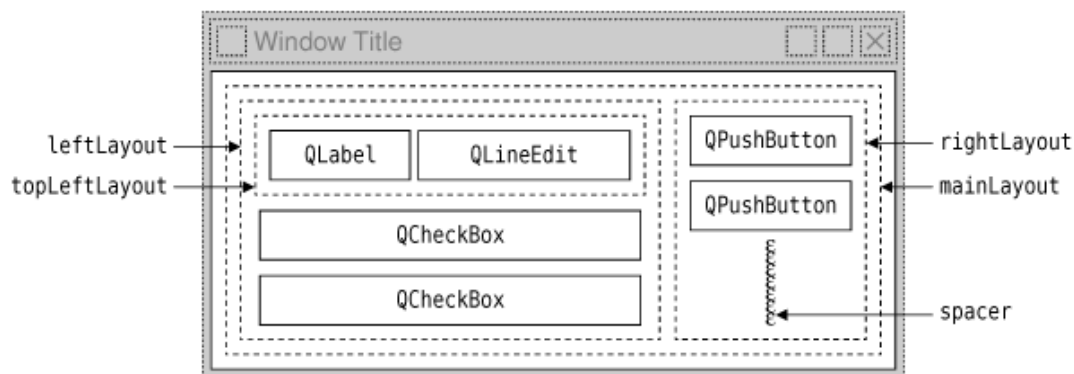 Window Title
leftLayout
QLabel QLineEdit
QPushButton
rightLayout
topLeftLayout
mainLayout
QPushButton
QCheckBox
QCheckBox
spacer